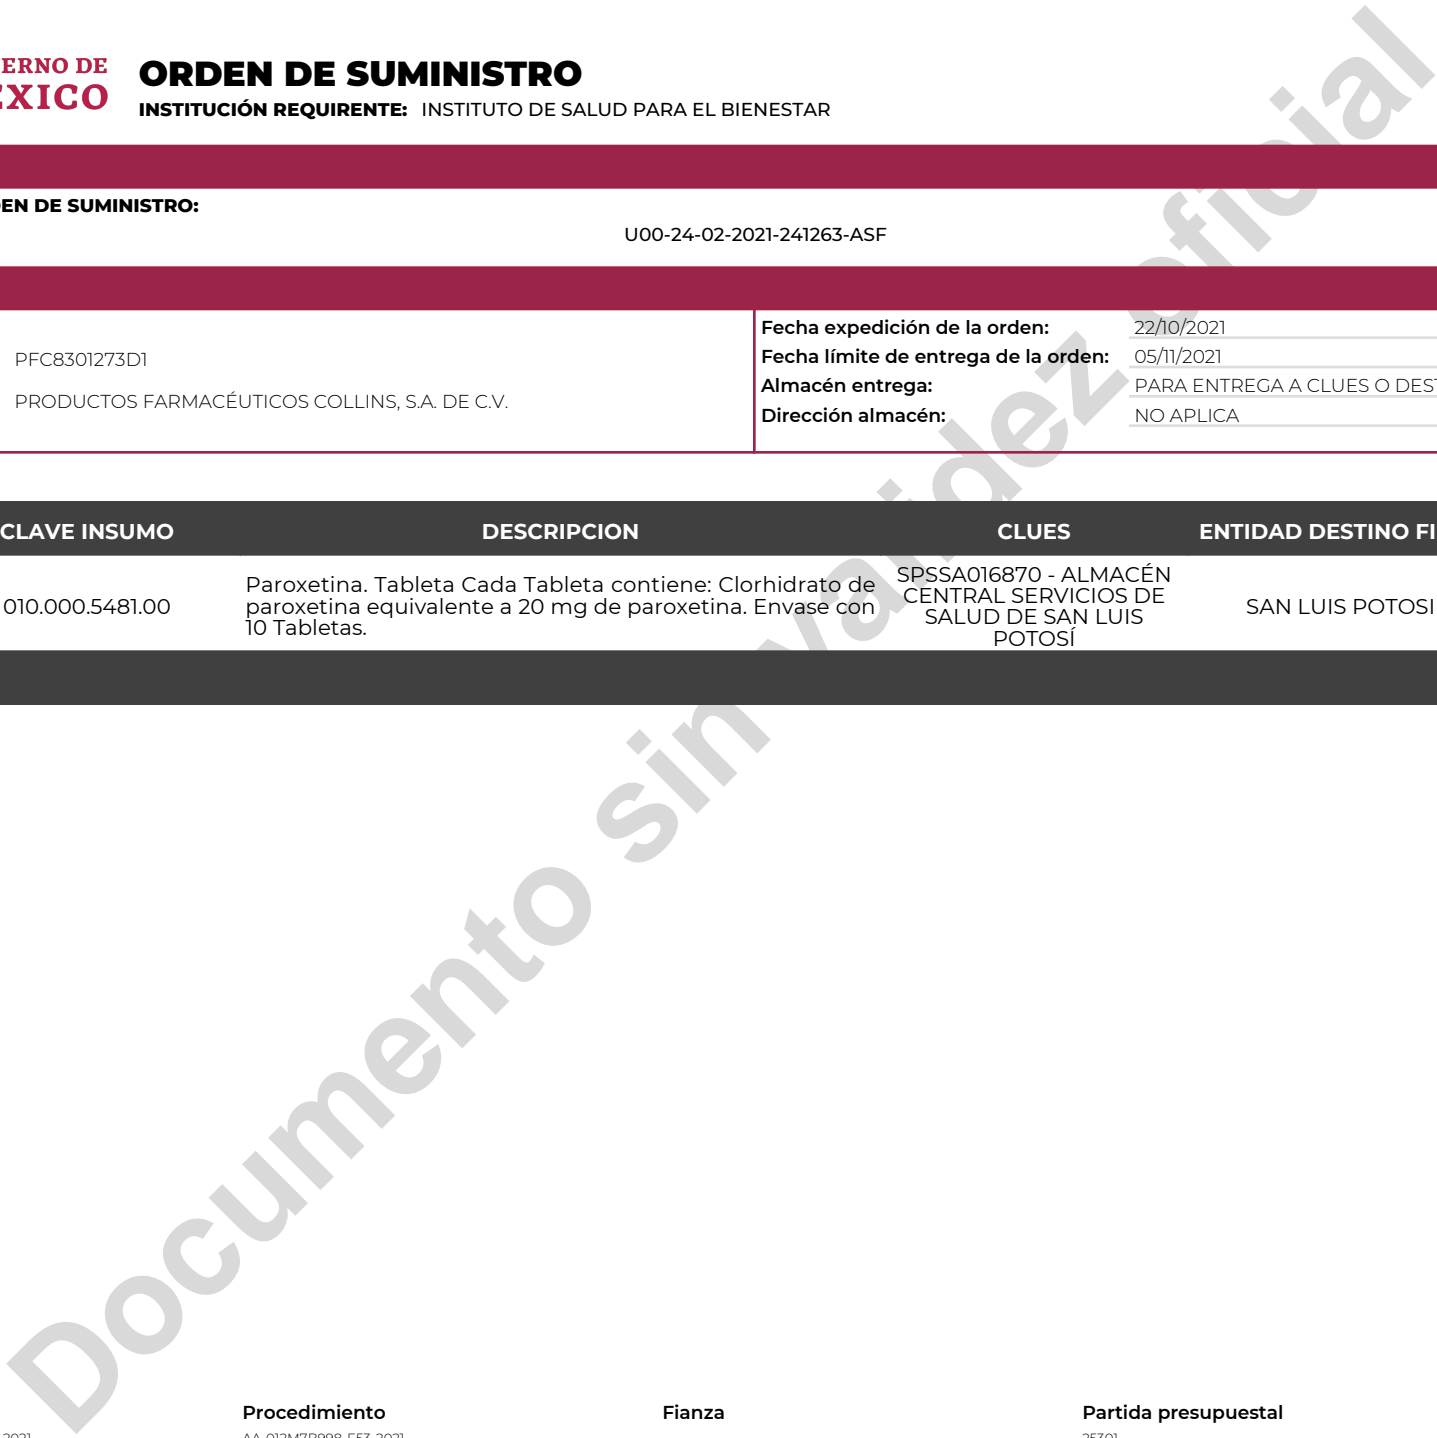 ERNO DE
EXICO
ORDEN DE SUMINISTRO
INSTITUCIÓN REQUIRENTE: INSTITUTO DE SALUD PARA EL BIENESTAR
EN DE SUMINISTRO:
U00-24-02-2021-241263-ASF
PFC8301273D1
PRODUCTOS FARMACÉUTICOS COLLINS, S.A. DE C.V.
Fecha expedición de la orden: 22/10/2021
Fecha límite de entrega de la orden: 05/11/2021
Almacén entrega: PARA ENTREGA A CLUES O DEST
Dirección almacén: NO APLICA
CLAVE INSUMO DESCRIPCION CLUES ENTIDAD DESTINO FI
010.000.5481.00
Paroxetina. Tableta Cada Tableta contiene: Clorhidrato de
paroxetina equivalente a 20 mg de paroxetina. Envase con
10 Tabletas.
SPSSA016870 - ALMACÉN
CENTRAL SERVICIOS DE
SALUD DE SAN LUIS
POTOSÍ
SAN LUIS POTOSI
Documento sin validez oficial
Procedimiento Fianza Partida presupuestal